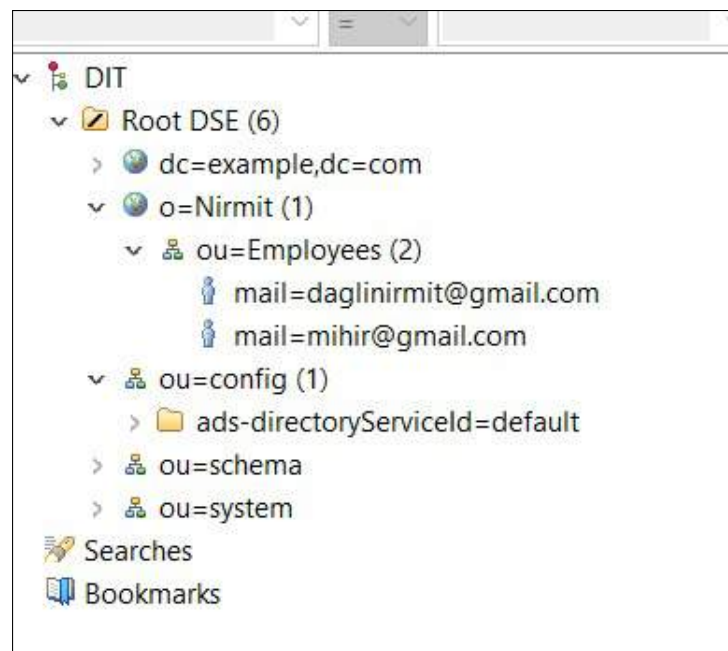 =
DIT
Root DSE (6)
dc=example,dc=com
o=Nirmit (1)
ou=Employees (2)
mail=daglinirmit@gmail.com
mail=mihir@gmail.com
ou=config (1)
ads-directoryServiceId=default
ou=schema
ou=system
Searches
Bookmarks